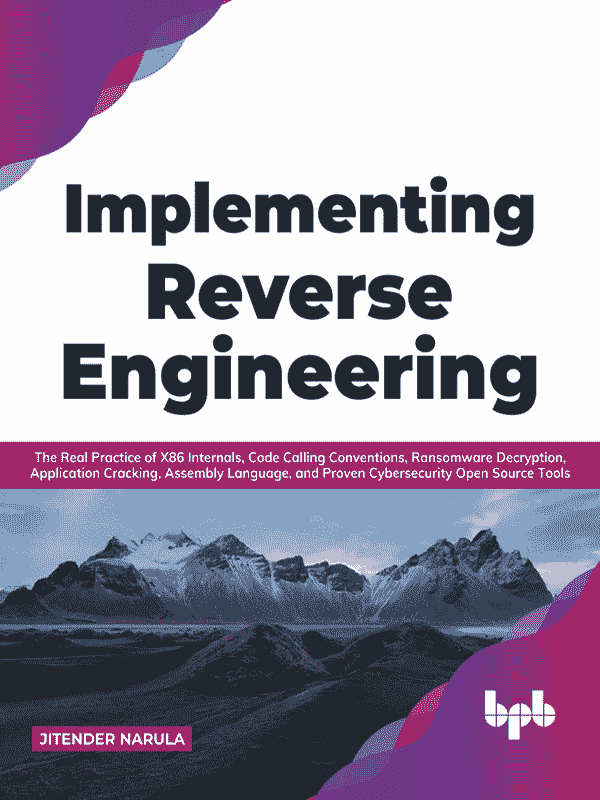 Implementing
Reverse
Engineering
The Real Practice of X86 Internals, Code Calling Conventions, Ransomware Decryption,
Application Cracking, Assembly Language, and Proven Cybersecurity Open Source Tools
bpb
JITENDER NARULA